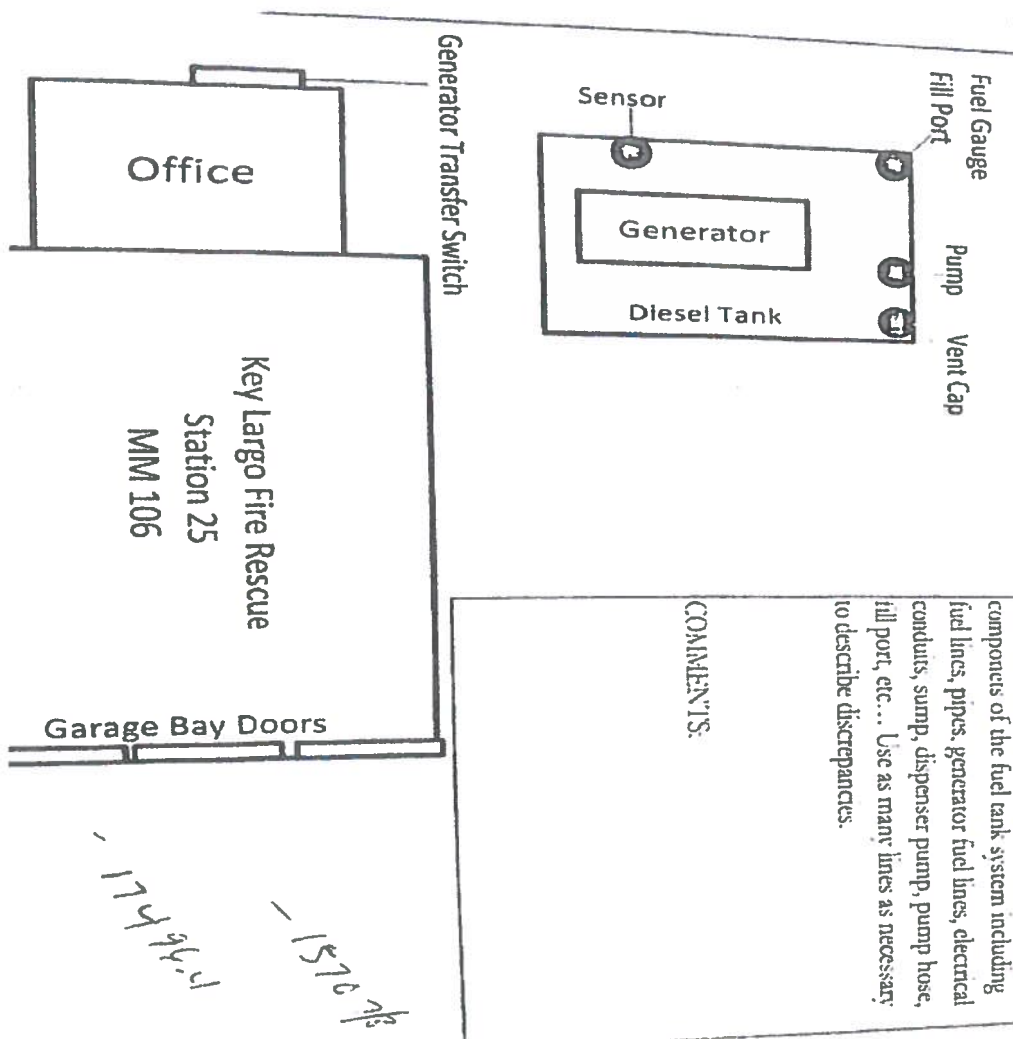 Fuel Gauge
Fill Port
Pump
Vent Cap
Sensor
Generator
Diesel Tank
Generator Transfer Switch
Office
Key Largo Fire Rescue
Station 25
MM 106
Garage Bay Doors
componets of the fuel tank system including
fuel lines, pipes, generator fuel lines, electrical
conduits, sump, dispenser pump, pump hose,
fill port, etc... Use as many lines as necessary
to describe discrepancies.
COMMENTS: